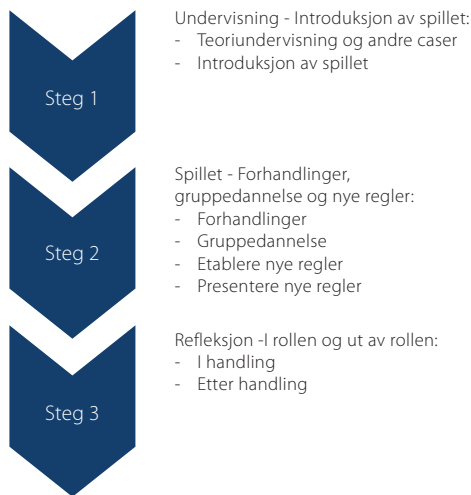 Steg 1
Undervisning - Introduksjon av spillet:
- Teoriundervisning og andre caser
- Introduksjon av spillet
Steg 2
Spillet - Forhandlinger,
gruppedannelse og nye regler:
- Forhandlinger
- Gruppedannelse
- Etablere nye regler
- Presentere nye regler
Steg 3
Refleksjon -I rollen og ut av rollen:
- I handling
- Etter handling